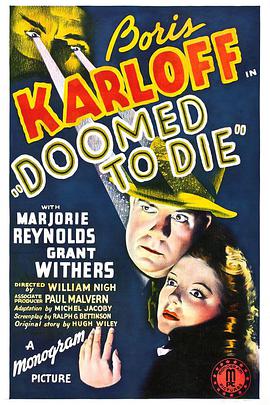 Boris
KARLOFF
IN
"DOOMED
TO DIE"
WITH
MARJORIE
REYNOLDS
GRANT
WITHERS
DIRECTED
BY WILLIAM NIGH
ASSOCIATE
PRODUCER PAUL MALVERN
Adaptation by MICHEL JACOBY
Screenplay by RALPH G. BETTINSON
Original story by HUGH WILEY
A
monogram
PICTURE